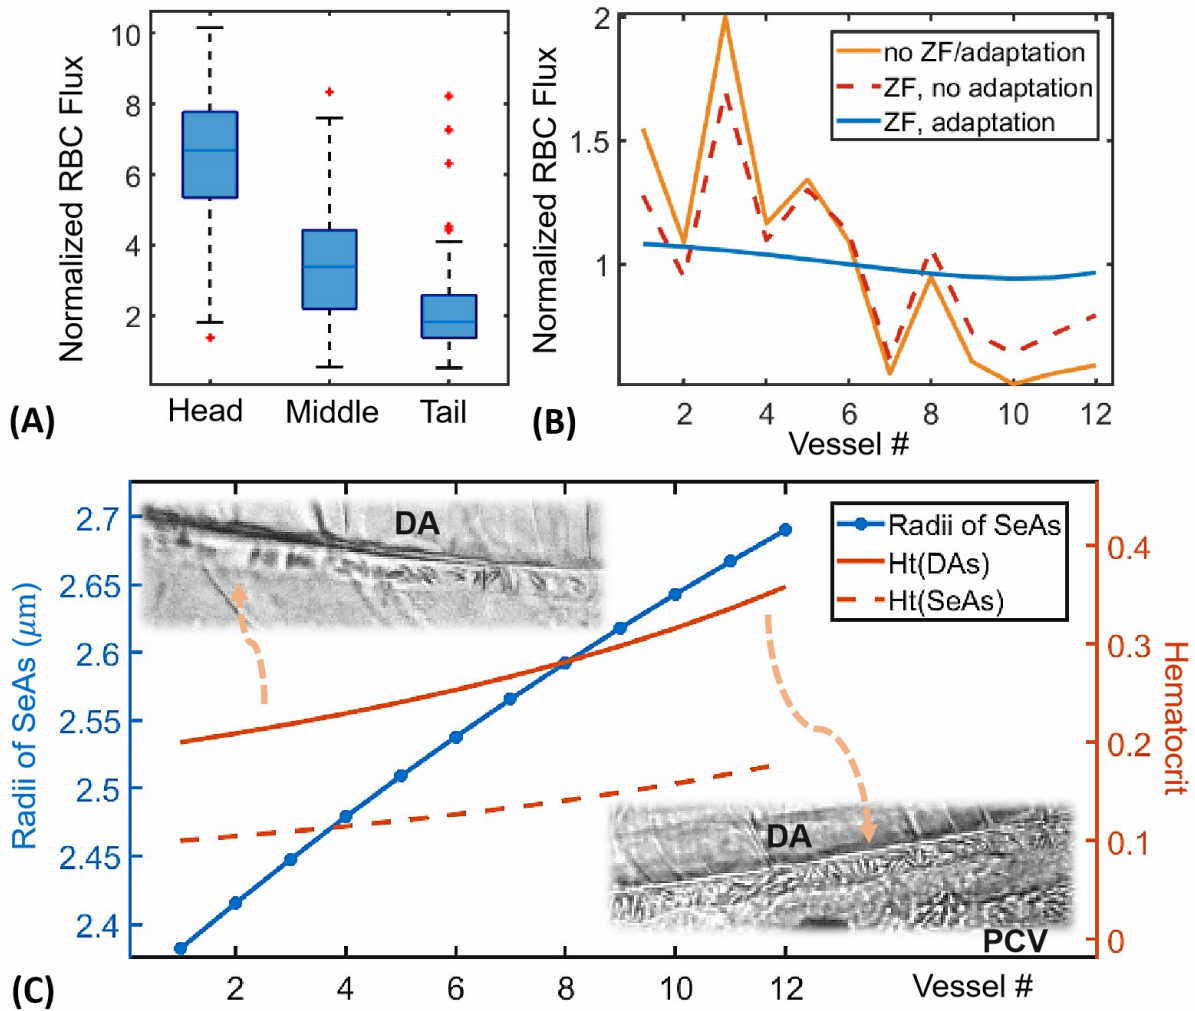 Normalized RBC Flux
10
8
6
4
2
Head Middle Tail
(A)
Normalized RBC Flux
2
1.5
1
no ZF/adaptation
ZF, no adaptation
ZF, adaptation
2 4 6 8 10 12
Vessel #
(B)
Radii of SeAs (μm)
2.7
2.65
2.6
2.55
2.5
2.45
2.4
DA
Radii of SeAs
Ht(DAs)
Ht(SeAs)
0.4
0.3
0.2
0.1
0
Hematocrit
DA
PCV
2 4 6 8 10 12 Vessel #
(C)